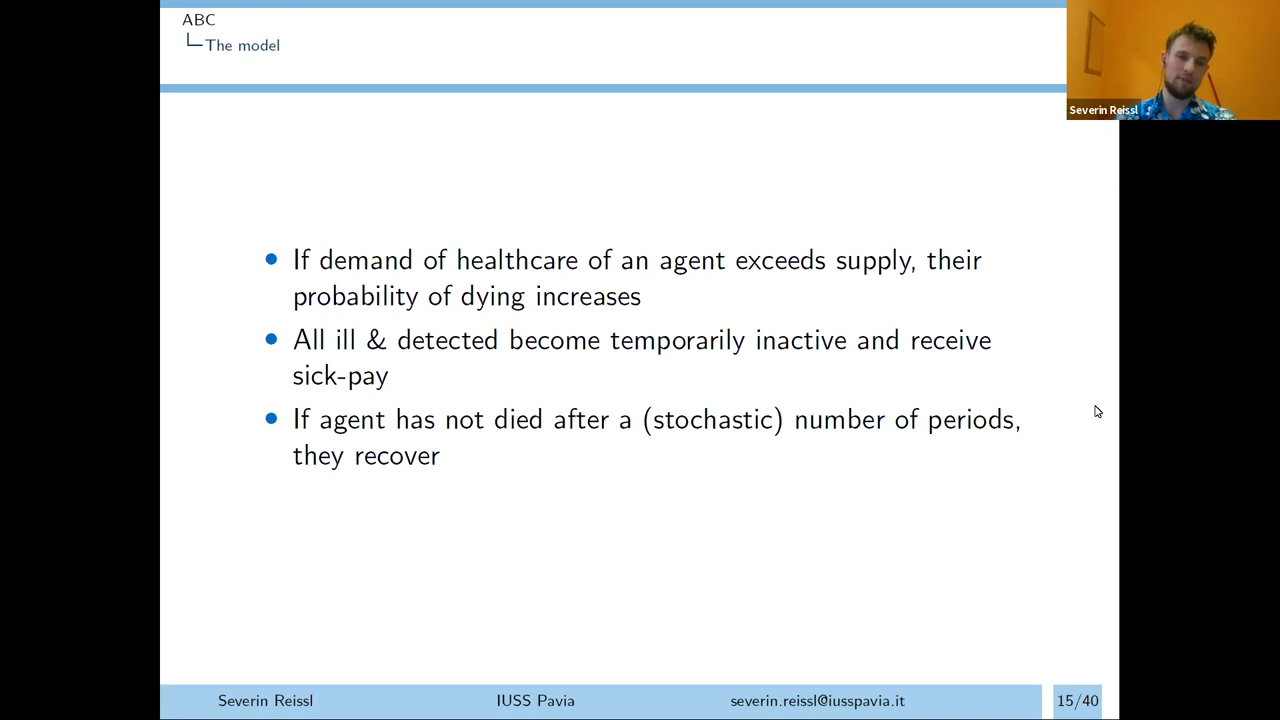 ABC
The model
Severin Reissl
• If demand of healthcare of an agent exceeds supply, their
probability of dying increases
• All ill & detected become temporarily inactive and receive
sick-pay
• If agent has not died after a (stochastic) number of periods,
they recover
Severin Reissl IUSS Pavia severin.reissl@iusspavia.it 15/40